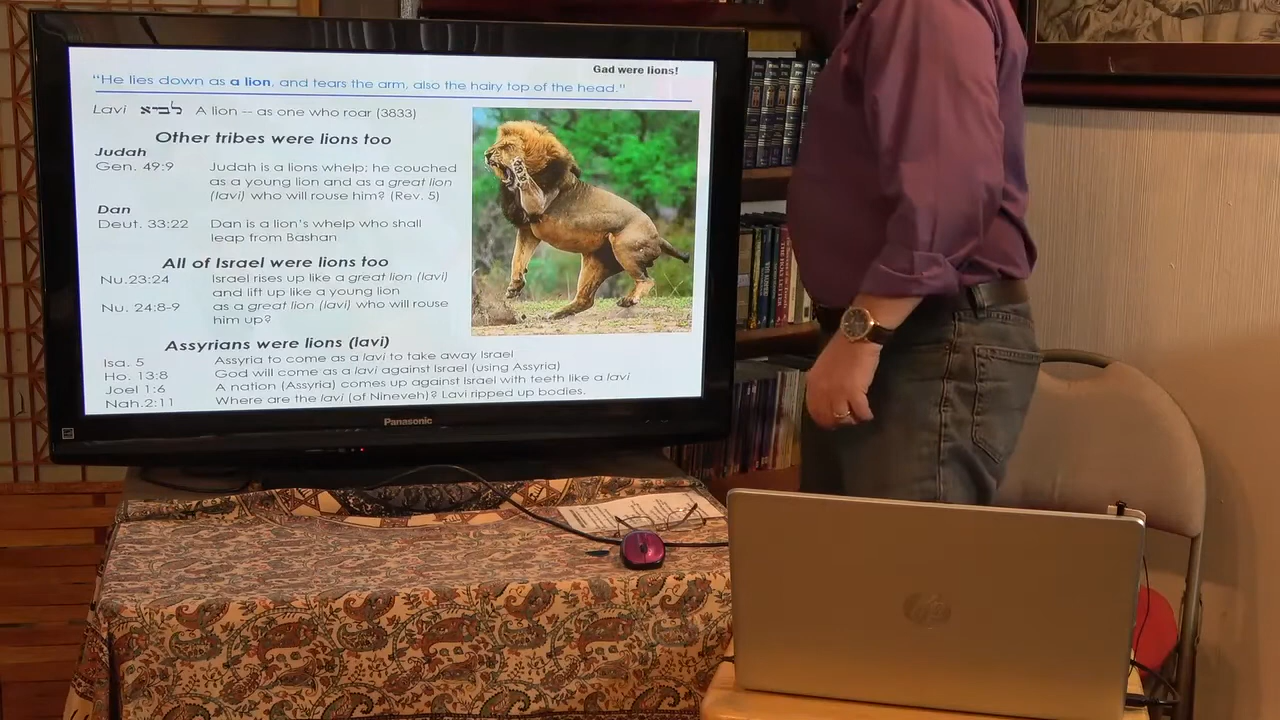 Gad were lions!
"He lies down as a lion, and tears the arm, also the hairy top of the head."
Lavi לביא A lion -- as one who roar (3833)
Other tribes were lions too
Judah
Gen. 49:9 Judah is a lions whelp; he couched
as a young lion and as a great lion
(lavi) who will rouse him? (Rev. 5)
Dan
Deut. 33:22 Dan is a lion's whelp who shall
leap from Bashan
All of Israel were lions too
Nu.23:24 Israel rises up like a great lion (lavi)
and lift up like a young lion
Nu. 24:8-9 as a great lion (lavi) who will rouse
him up?
Assyrians were lions (lavi)
Isa. 5 Assyria to come as a lavi to take away Israel
Ho. 13:8 God will come as a lavi against Israel (using Assyria)
Joel 1:6 A nation (Assyria) comes up against Israel with teeth like a lavi
Nah.2:11 Where are the lavi (of Nineveh)? Lavi ripped up bodies.
Panasonic
hp